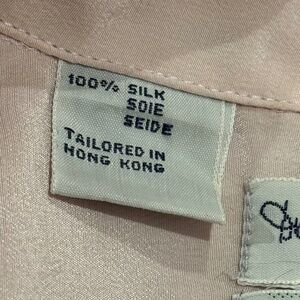 100% SILK
SOIE
SEIDE
TAILORED IN
HONG KONG